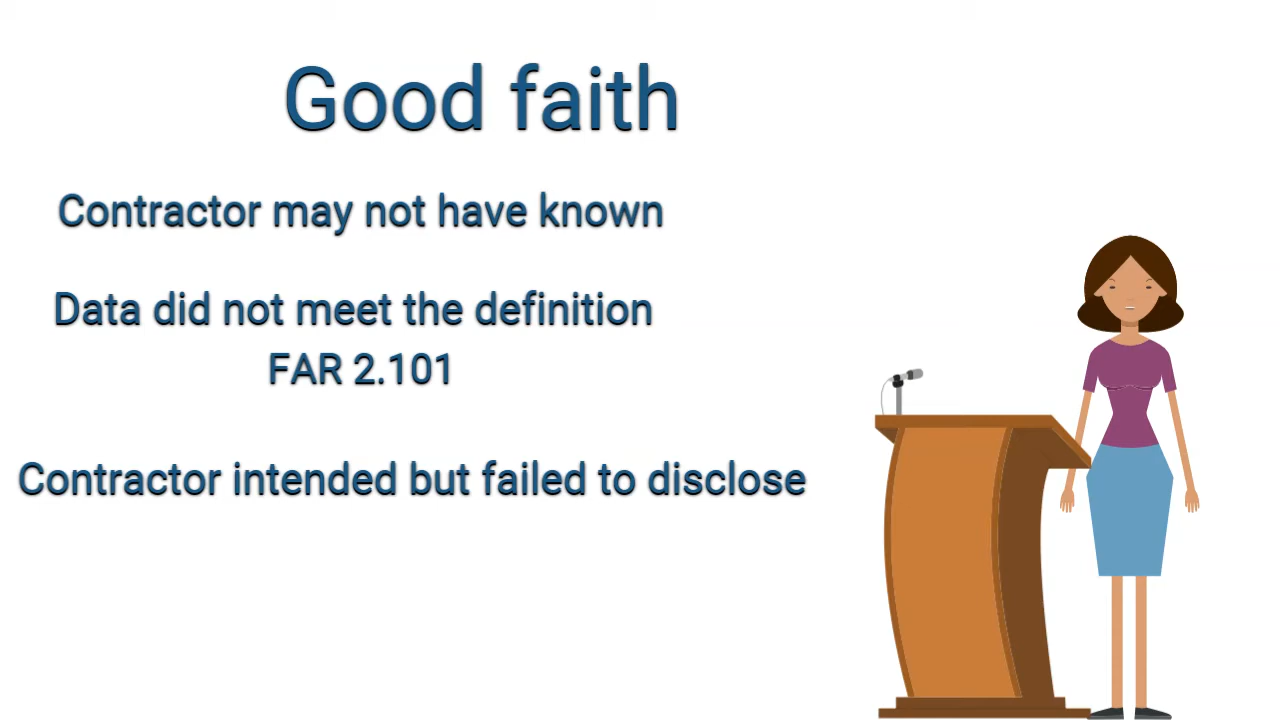 Good faith
Contractor may not have known
Data did not meet the definition
FAR 2.101
Contractor intended but failed to disclose